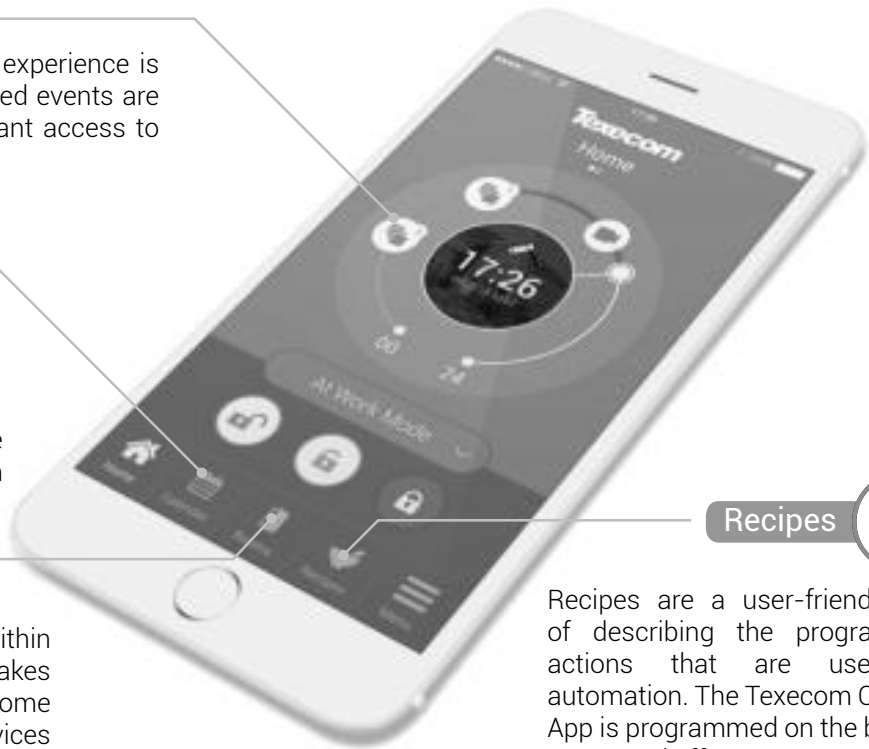 experience is
ed events are
ant access to
Texecom
Home
17:26
00
24
At Work Mode
Home
Recipes
ithin
akes
ome
vices
Recipes are a user-friend
of describing the progra
actions that are use
automation. The Texecom C
App is programmed on the b